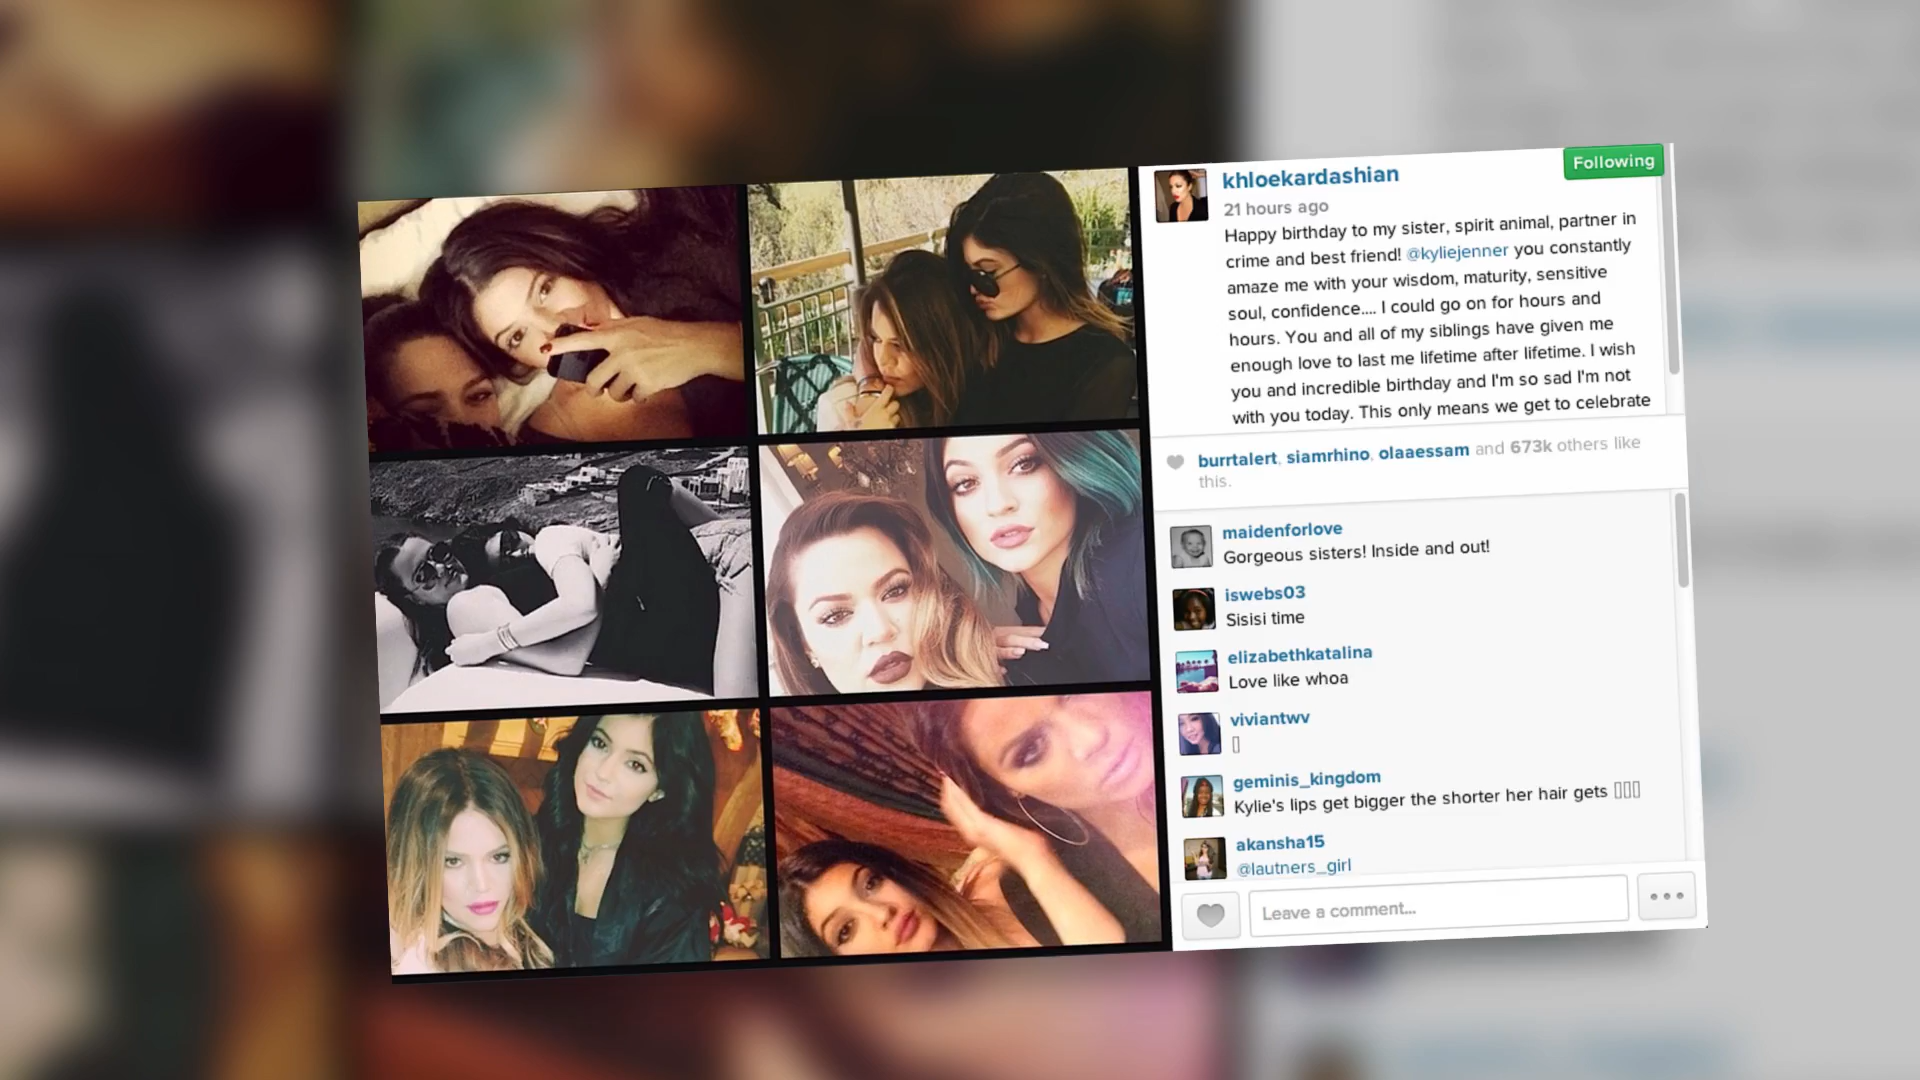 khloekardashian
Following
21 hours ago
Happy birthday to my sister, spirit animal, partner in
crime and best friend! @kyliejenner you constantly
amaze me with your wisdom, maturity, sensitive
soul, confidence.... I could go on for hours and
hours. You and all of my siblings have given me
enough love to last me lifetime after lifetime. I wish
you and incredible birthday and I'm so sad I'm not
with you today. This only means we get to celebrate
burrtalert, siamrhino, olaaessam and 673k others like
this.
maidenforlove
Gorgeous sisters! Inside and out!
iswebs03
Sisisi time
elizabethkatalina
Love like whoa
viviantwv
geminis_kingdom
Kylie's lips get bigger the shorter her hair gets
akansha15
@lautners_girl
Leave a comment...